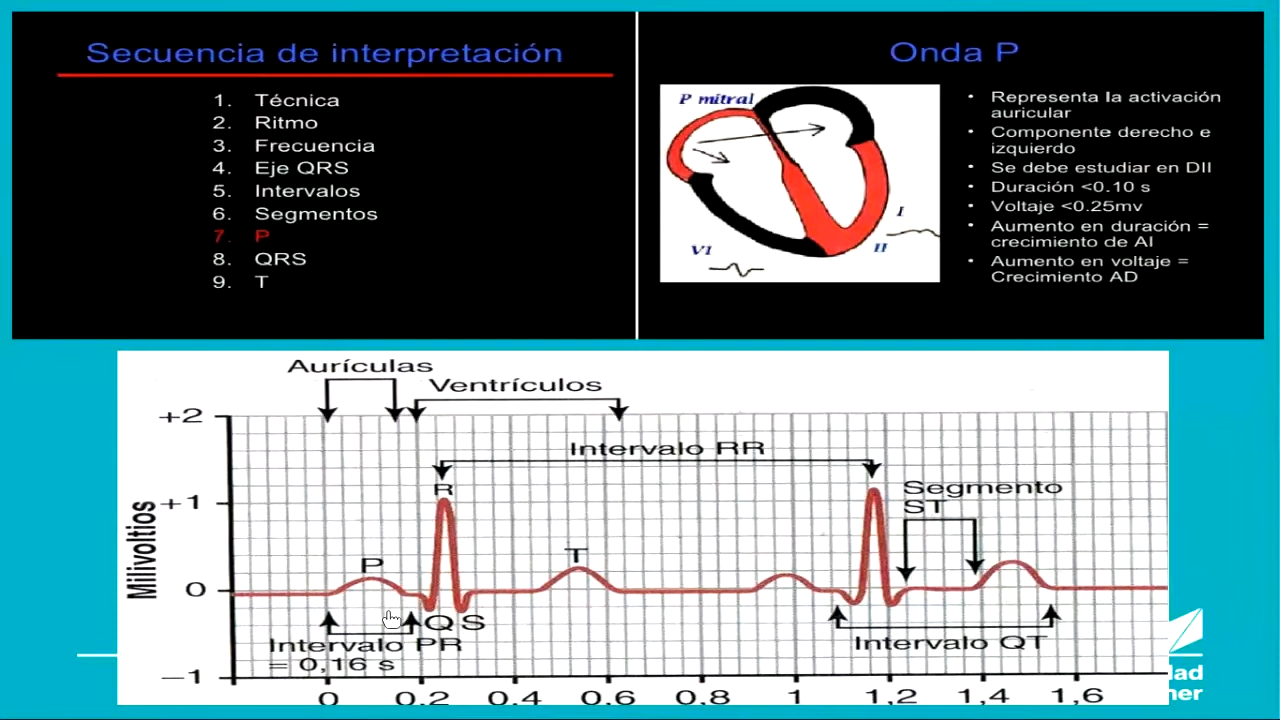 Secuencia de interpretación
1. Técnica
2. Ritmo
3. Frecuencia
4. Eje QRS
5. Intervalos
6. Segmentos
7. P
8. QRS
9. T
Onda P
P mitral
I
II
VI
• Representa la activación
auricular
• Componente derecho e
izquierdo
• Se debe estudiar en DII
• Duración <0.10 s
• Voltaje <0.25mv
• Aumento en duración =
crecimiento de AI
• Aumento en voltaje =
Crecimiento AD
Aurículas
Ventrículos
+2
Intervalo RR
R
Segmento
ST
+1
Milivoltios
P
T
0
Q S
Intervalo PR
= 0,16 s
Intervalo QT
−1
0 0.2 0.4 0.6 0.8 1 1,2 1,4 1,6
dad
ner